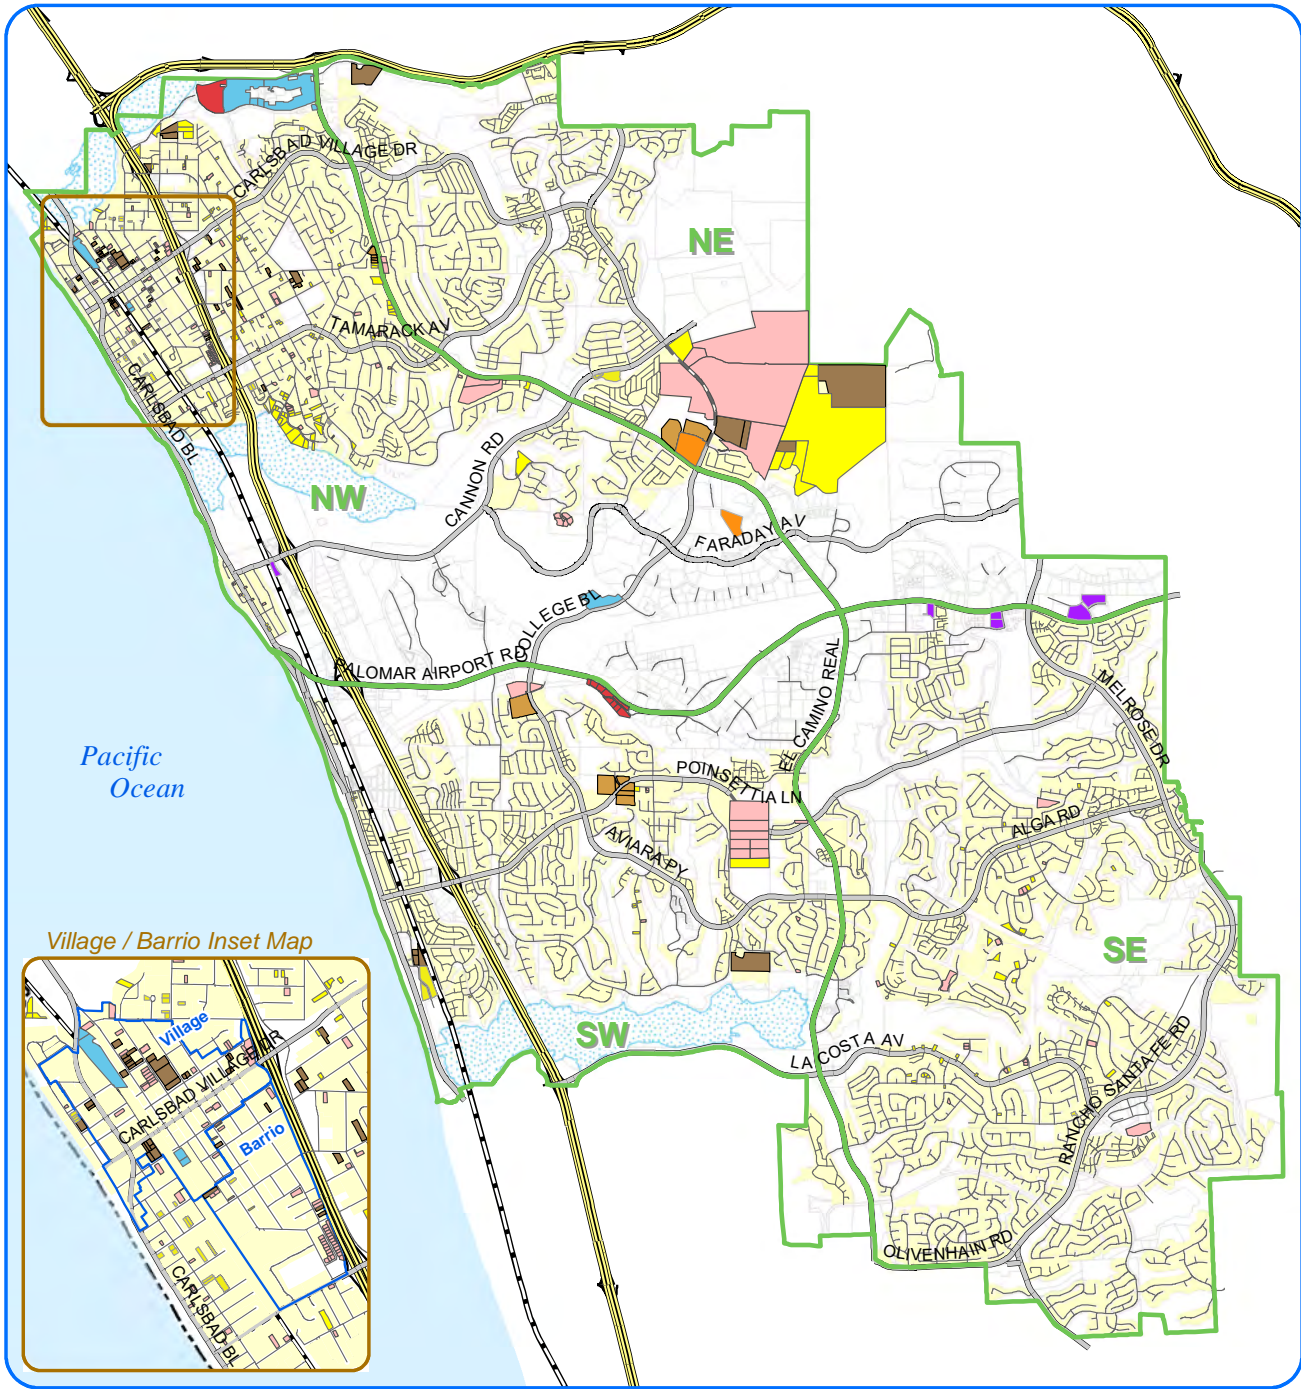 CARLSBAD VILLAGE DR
NE
TAMARACK AV
CARLSBAD BL
CANNON RD
NW
FARADAY AV
COLLEGE BL
PALOMAR AIRPORT RD
EL CAMINO REAL
MELROSE DR
Pacific
Ocean
POINSETTIA LN
ALGA RD
AVIARA PY
SE
SW
LA COSTA AV
RANCHO SANTA FE RD
OLIVENHAIN RD
Village / Barrio Inset Map
Village
CARLSBAD VILLAGE DR
Barrio
CARLSBAD BL